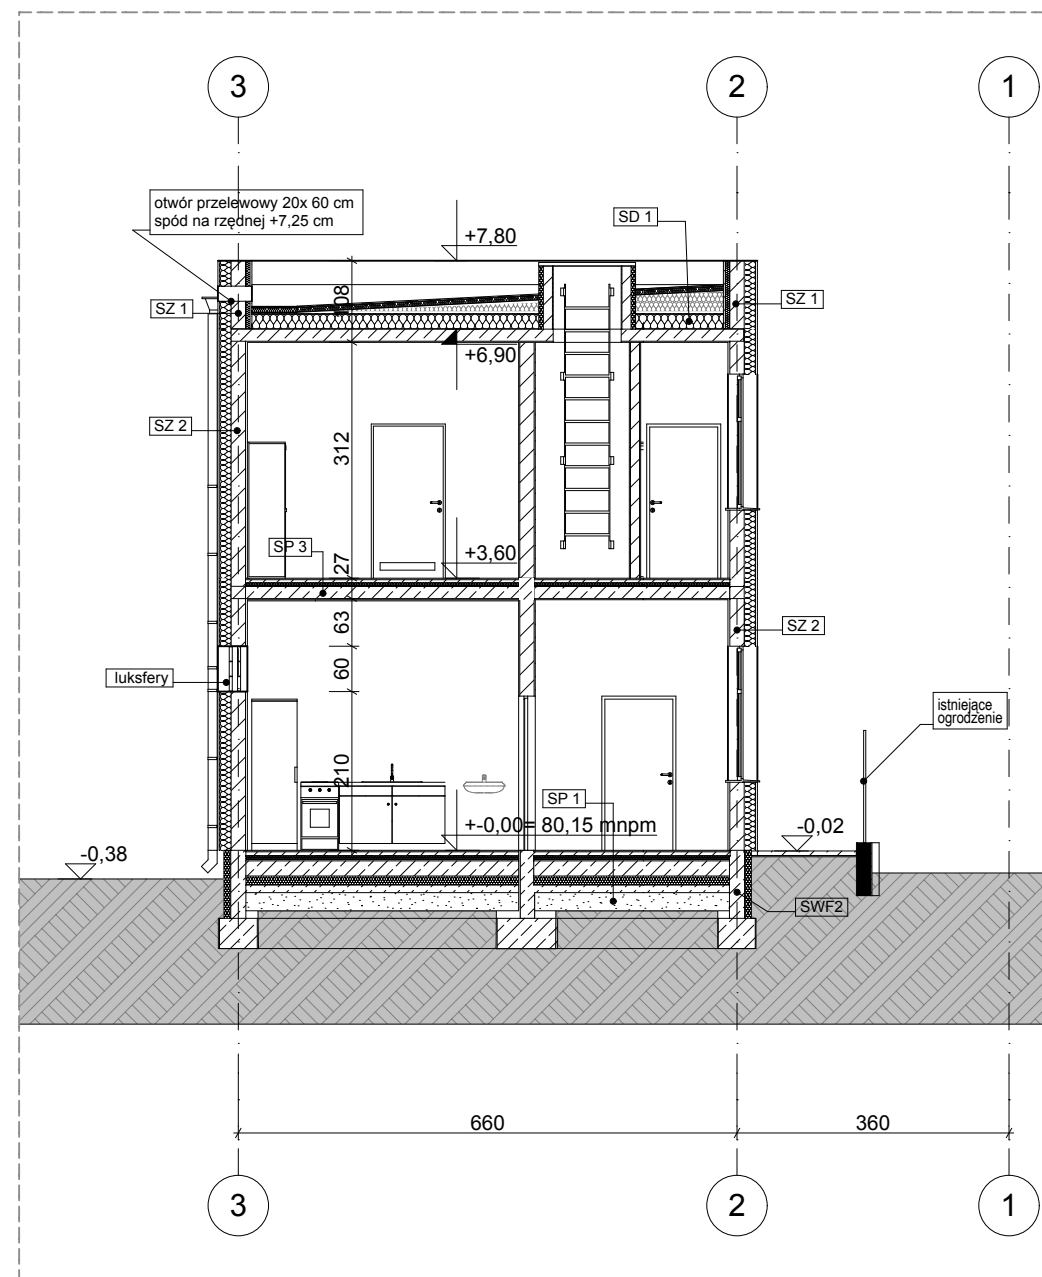 3
2
1
otwór przelewowy 20x 60 cm
spód na rzędnej +7,25 cm
SD 1
+7,80
SZ 1
108
SZ 1
+6,90
SZ 2
312
SP 3
27
+3,60
63
SZ 2
60
luksfery
istniejące
ogrodzenie
210
SP 1
+-0,00= 80,15 mnpm
-0,02
-0,38
SWF2
660
360
3
2
1